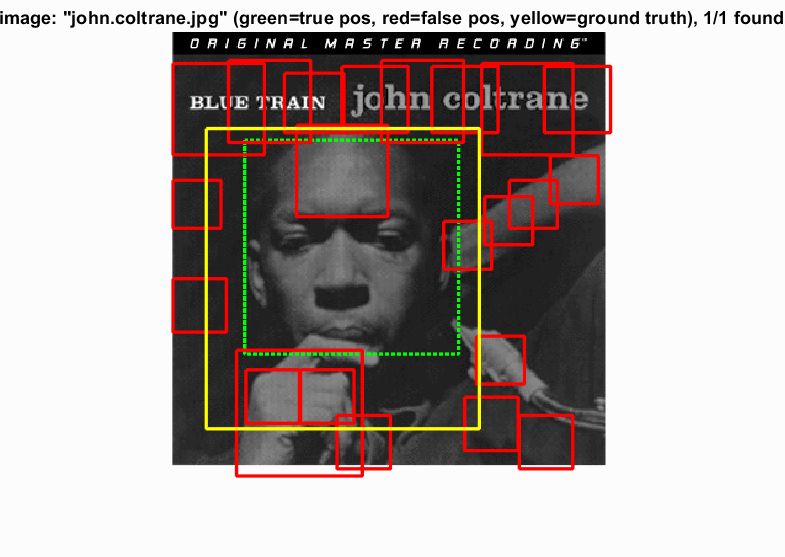 image: "john.coltrane.jpg" (green=true pos, red=false pos, yellow=ground truth), 1/1 found
ORIGINAL MASTER RECORDING™
BLUE TRAIN john coltrane